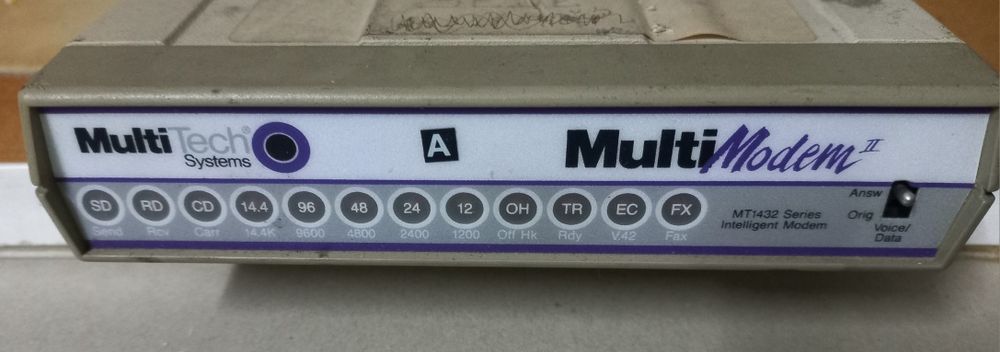 MultiTech®
Systems
A
MultiModem II
SD RD CD 14.4 96 48 24 12 OH TR EC FX
Send Rcv Carr 14.4K 9600 4800 2400 1200 Off Hk Rdy V.42 Fax
MT1432 Series
Intelligent Modem
Answ
Orig
Voice/
Data